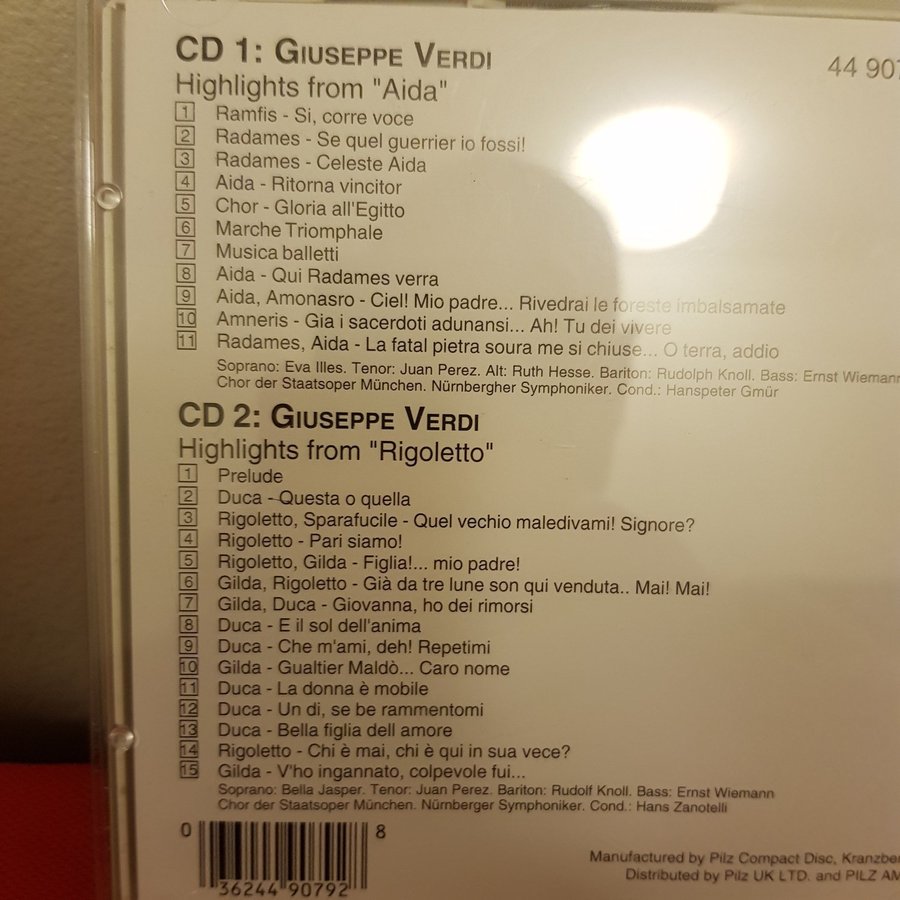 CD 1: GIUSEPPE VERDI
44 907
Highlights from "Aida"
1 Ramfis - Si, corre voce
2 Radames - Se quel guerrier io fossi!
3 Radames - Celeste Aida
4 Aida - Ritorna vincitor
5 Chor - Gloria all'Egitto
6 Marche Triomphale
7 Musica balletti
8 Aida - Qui Radames verra
9 Aida, Amonasro - Ciel! Mio padre... Rivedrai le foreste imbalsamate
10 Amneris - Gia i sacerdoti adunansi... Ah! Tu dei vivere
11 Radames, Aida - La fatal pietra soura me si chiuse... O terra, addio
Soprano: Eva Illes. Tenor: Juan Perez. Alt: Ruth Hesse. Bariton: Rudolph Knoll. Bass: Ernst Wiemann
Chor der Staatsoper München. Nürnbergher Symphoniker. Cond.: Hanspeter Gmür
CD 2: GIUSEPPE VERDI
Highlights from "Rigoletto"
1 Prelude
2 Duca - Questa o quella
3 Rigoletto, Sparafucile - Quel vechio maledivami! Signore?
4 Rigoletto - Pari siamo!
5 Rigoletto, Gilda - Figlia!... mio padre!
6 Gilda, Rigoletto - Già da tre lune son qui venduta.. Mai! Mai!
7 Gilda, Duca - Giovanna, ho dei rimorsi
8 Duca - E il sol dell'anima
9 Duca - Che m'ami, deh! Repetimi
10 Gilda - Gualtier Maldò... Caro nome
11 Duca - La donna è mobile
12 Duca - Un di, se be rammentomi
13 Duca - Bella figlia dell amore
14 Rigoletto - Chi è mai, chi è qui in sua vece?
15 Gilda - V'ho ingannato, colpevole fui...
Soprano: Bella Jasper. Tenor: Juan Perez. Bariton: Rudolf Knoll. Bass: Ernst Wiemann
Chor der Staatsoper München. Nürnberger Symphoniker. Cond.: Hans Zanotelli
0 36244 90792 8
Manufactured by Pilz Compact Disc, Kranzber
Distributed by Pilz UK LTD. and PILZ AM